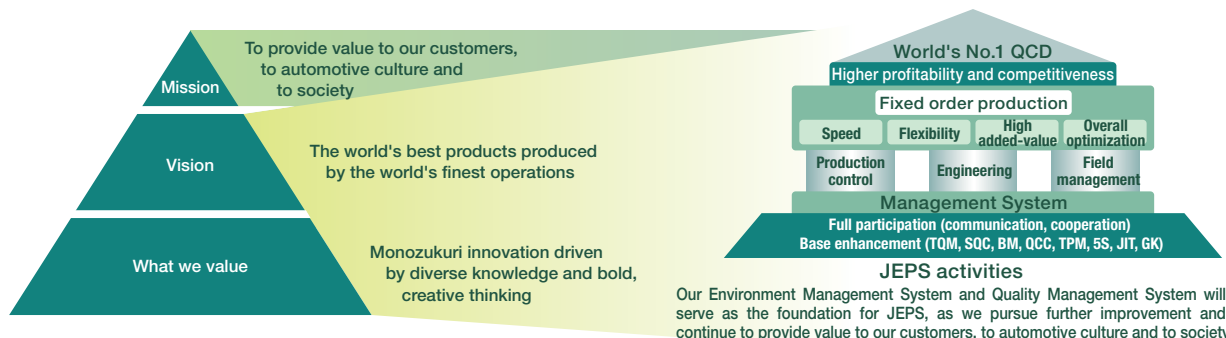 Mission
To provide value to our customers,
to automotive culture and
to society
Vision
The world's best products produced
by the world's finest operations
What we value
Monozukuri innovation driven
by diverse knowledge and bold,
creative thinking
World's No.1 QCD
Higher profitability and competitiveness
Fixed order production
Speed
Flexibility
High
added-value
Overall
optimization
Production
control
Engineering
Field
management
Management System
Full participation (communication, cooperation)
Base enhancement (TQM, SQC, BM, QCC, TPM, 5S, JIT, GK)
JEPS activities
Our Environment Management System and Quality Management System will
serve as the foundation for JEPS, as we pursue further improvement and
continue to provide value to our customers, to automotive culture and to society